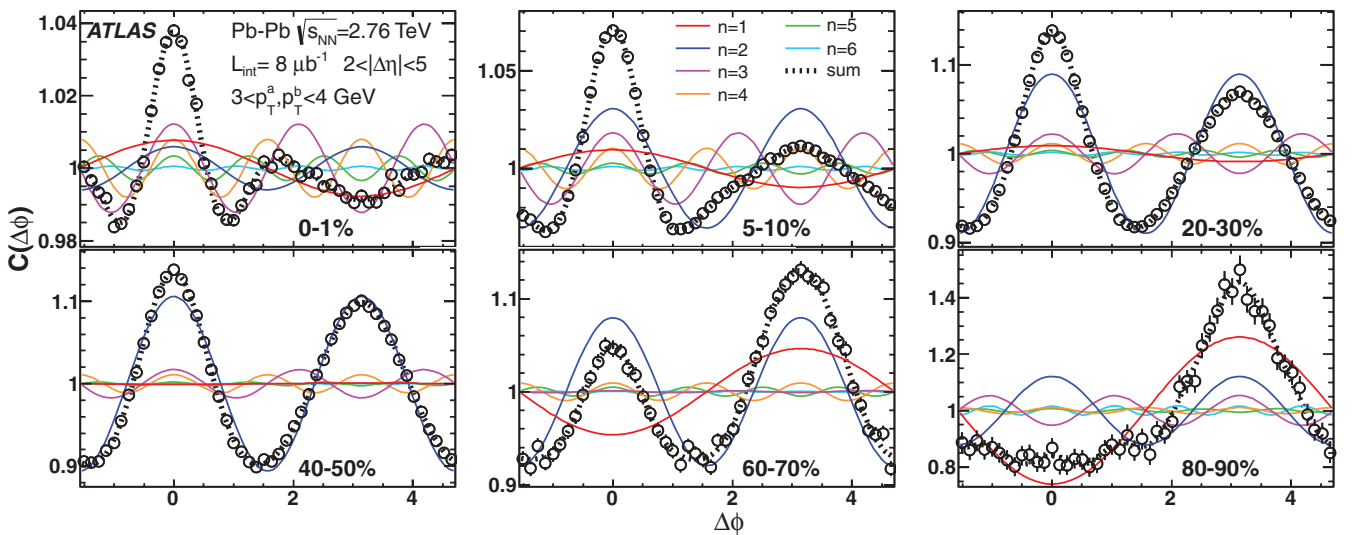 ATLAS
Pb-Pb √s_NN=2.76 TeV
L_int= 8 μb⁻¹ 2<|Δη|<5
3<p_T^a,p_T^b<4 GeV
1.04
1.02
1
0.98
0-1%
n=1 n=5
n=2 n=6
n=3 sum
n=4
1.05
1
5-10%
1.1
1
0.9
20-30%
C(Δϕ)
1.1
1
0.9
40-50%
0 2 4
1.1
1
0.9
60-70%
0 2 4
1.4
1.2
1
0.8
80-90%
0 2 4
Δϕ